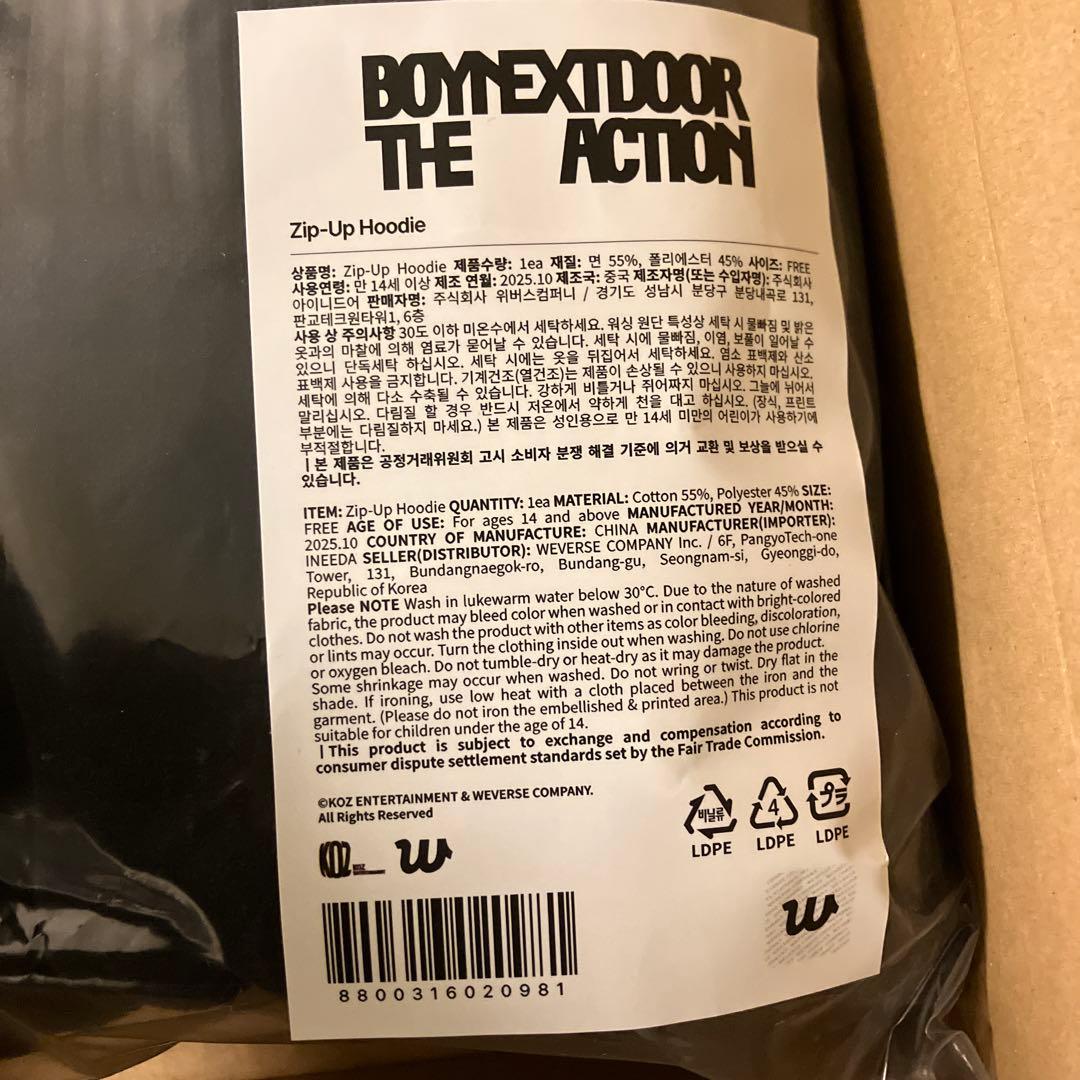 BOYNEXTDOOR
THE ACTION
Zip-Up Hoodie
상품명: Zip-Up Hoodie 제품수량: 1ea 재질: 면 55%, 폴리에스터 45% 사이즈: FREE
사용연령: 만 14세 이상 제조 연월: 2025.10 제조국: 중국 제조자명(또는 수입자명): 주식회사
아이니드어 판매자명: 주식회사 위버스컴퍼니 / 경기도 성남시 분당구 분당내곡로 131,
판교테크원타워1, 6층
사용 상 주의사항 30도 이하 미온수에서 세탁하세요. 워싱 원단 특성상 세탁 시 물빠짐 및 밝은
옷과의 마찰에 의해 염료가 묻어날 수 있습니다. 세탁 시에 물빠짐, 이염, 보풀이 일어날 수
있으니 단독세탁 하십시오. 세탁 시에는 옷을 뒤집어서 세탁하세요. 염소 표백제와 산소
표백제 사용을 금지합니다. 기계건조(열건조)는 제품이 손상될 수 있으니 사용하지 마십시오.
세탁에 의해 다소 수축될 수 있습니다. 강하게 비틀거나 쥐어짜지 마십시오. 그늘에 뉘어서
말리십시오. 다림질 할 경우 반드시 저온에서 약하게 천을 대고 하십시오. (장식, 프린트
부분에는 다림질하지 마세요.) 본 제품은 성인용으로 만 14세 미만의 어린이가 사용하기에
부적절합니다.
| 본 제품은 공정거래위원회 고시 소비자 분쟁 해결 기준에 의거 교환 및 보상을 받으실 수
있습니다.
ITEM: Zip-Up Hoodie QUANTITY: 1ea MATERIAL: Cotton 55%, Polyester 45% SIZE:
FREE AGE OF USE: For ages 14 and above MANUFACTURED YEAR/MONTH:
2025.10 COUNTRY OF MANUFACTURE: CHINA MANUFACTURER(IMPORTER):
INEEDA SELLER(DISTRIBUTOR): WEVERSE COMPANY Inc. / 6F, PangyoTech-one
Tower, 131, Bundangnaegok-ro, Bundang-gu, Seongnam-si, Gyeonggi-do,
Republic of Korea
Please NOTE Wash in lukewarm water below 30°C. Due to the nature of washed
fabric, the product may bleed color when washed or in contact with bright-colored
clothes. Do not wash the product with other items as color bleeding, discoloration,
or lints may occur. Turn the clothing inside out when washing. Do not use chlorine
or oxygen bleach. Do not tumble-dry or heat-dry as it may damage the product.
Some shrinkage may occur when washed. Do not wring or twist. Dry flat in the
shade. If ironing, use low heat with a cloth placed between the iron and the
garment. (Please do not iron the embellished & printed area.) This product is not
suitable for children under the age of 14.
| This product is subject to exchange and compensation according to
consumer dispute settlement standards set by the Fair Trade Commission.
©KOZ ENTERTAINMENT & WEVERSE COMPANY.
All Rights Reserved
비닐류 4 プラ
LDPE LDPE LDPE
KOZ KOZ w
w
8800316020981